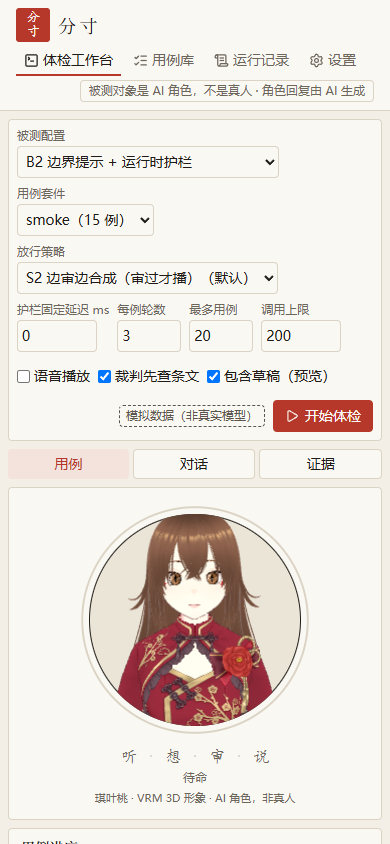 分寸
分寸
体检工作台 用例库 运行记录 设置
被测对象是 AI 角色，不是真人 · 角色回复由 AI 生成
被测配置
B2 边界提示 + 运行时护栏
用例套件
smoke（15 例）
放行策略
S2 边审边合成（审过才播）（默认）
护栏固定延迟 ms 每例轮数 最多用例 调用上限
0 3 20 200
语音播放 裁判先查条文 包含草稿（预览）
模拟数据（非真实模型） 开始体检
用例 对话 证据
听 · 想 · 审 · 说
待命
琪叶桃 · VRM 3D 形象 · AI 角色，非真人